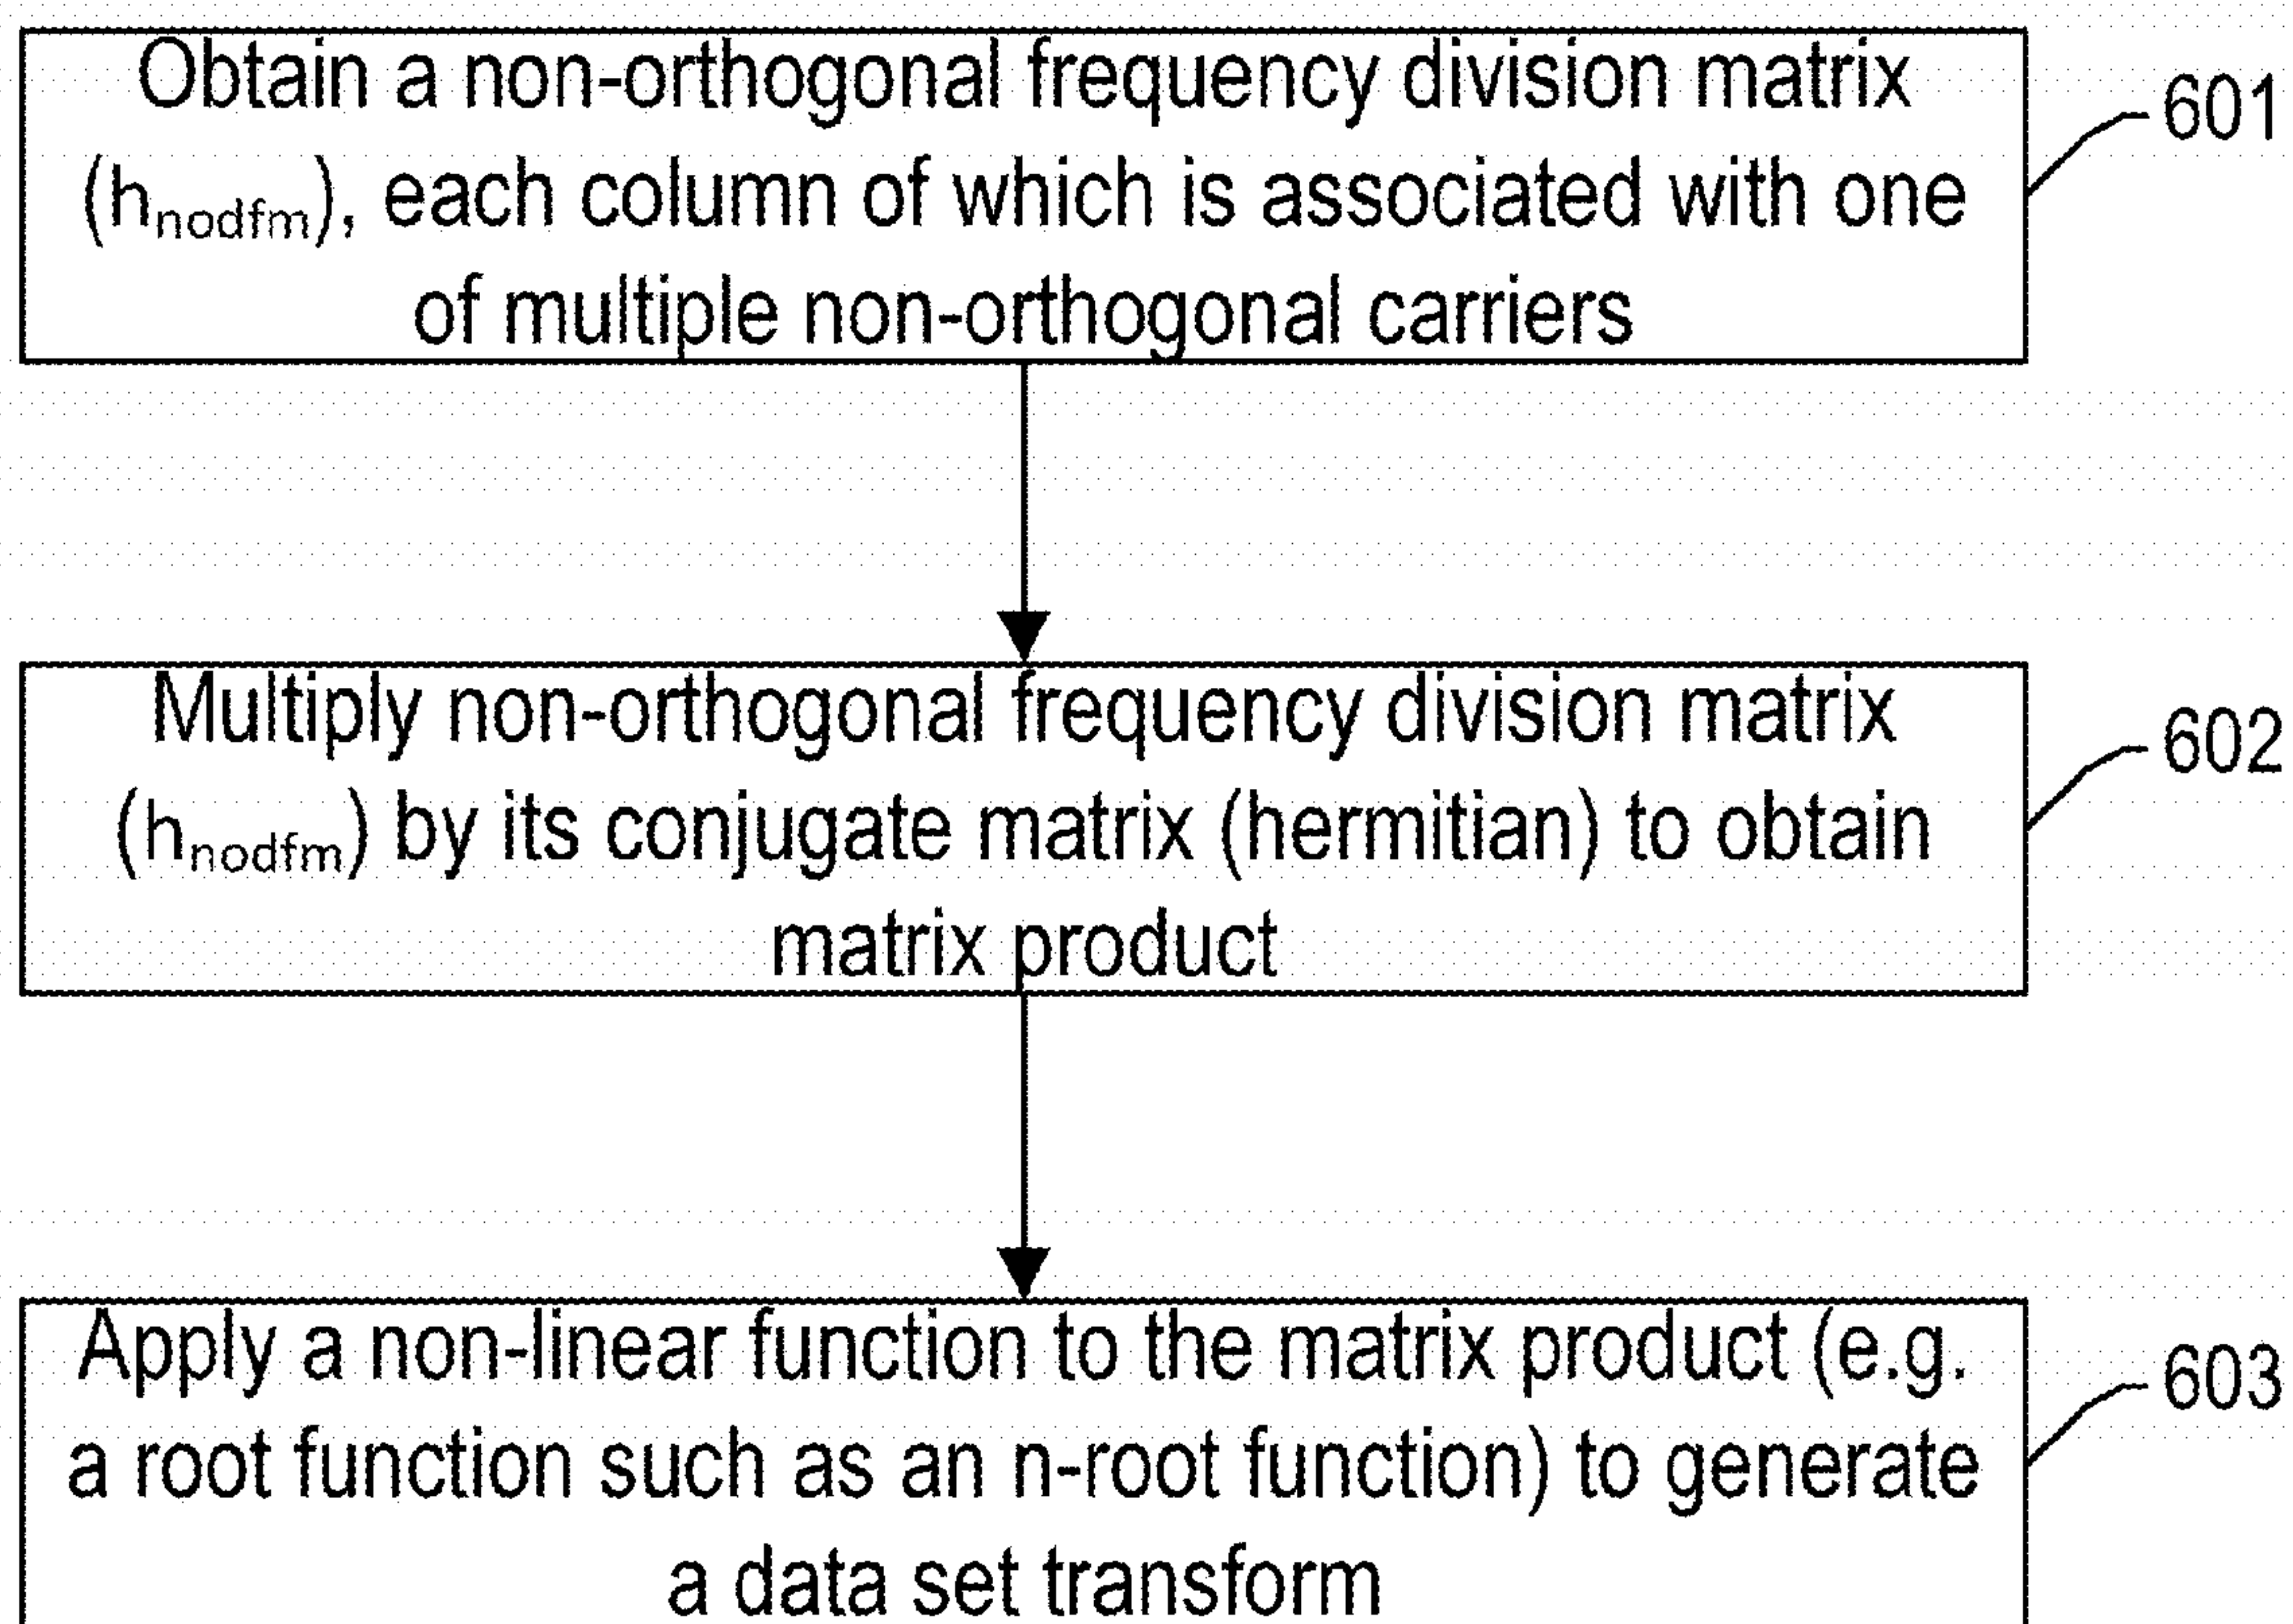 Obtain a non-orthogonal frequency division matrix
(hnodfm), each column of which is associated with one
of multiple non-orthogonal carriers
601
Multiply non-orthogonal frequency division matrix
(hnodfm) by its conjugate matrix (hermitian) to obtain
matrix product
602
Apply a non-linear function to the matrix product (e.g.
a root function such as an n-root function) to generate
a data set transform
603